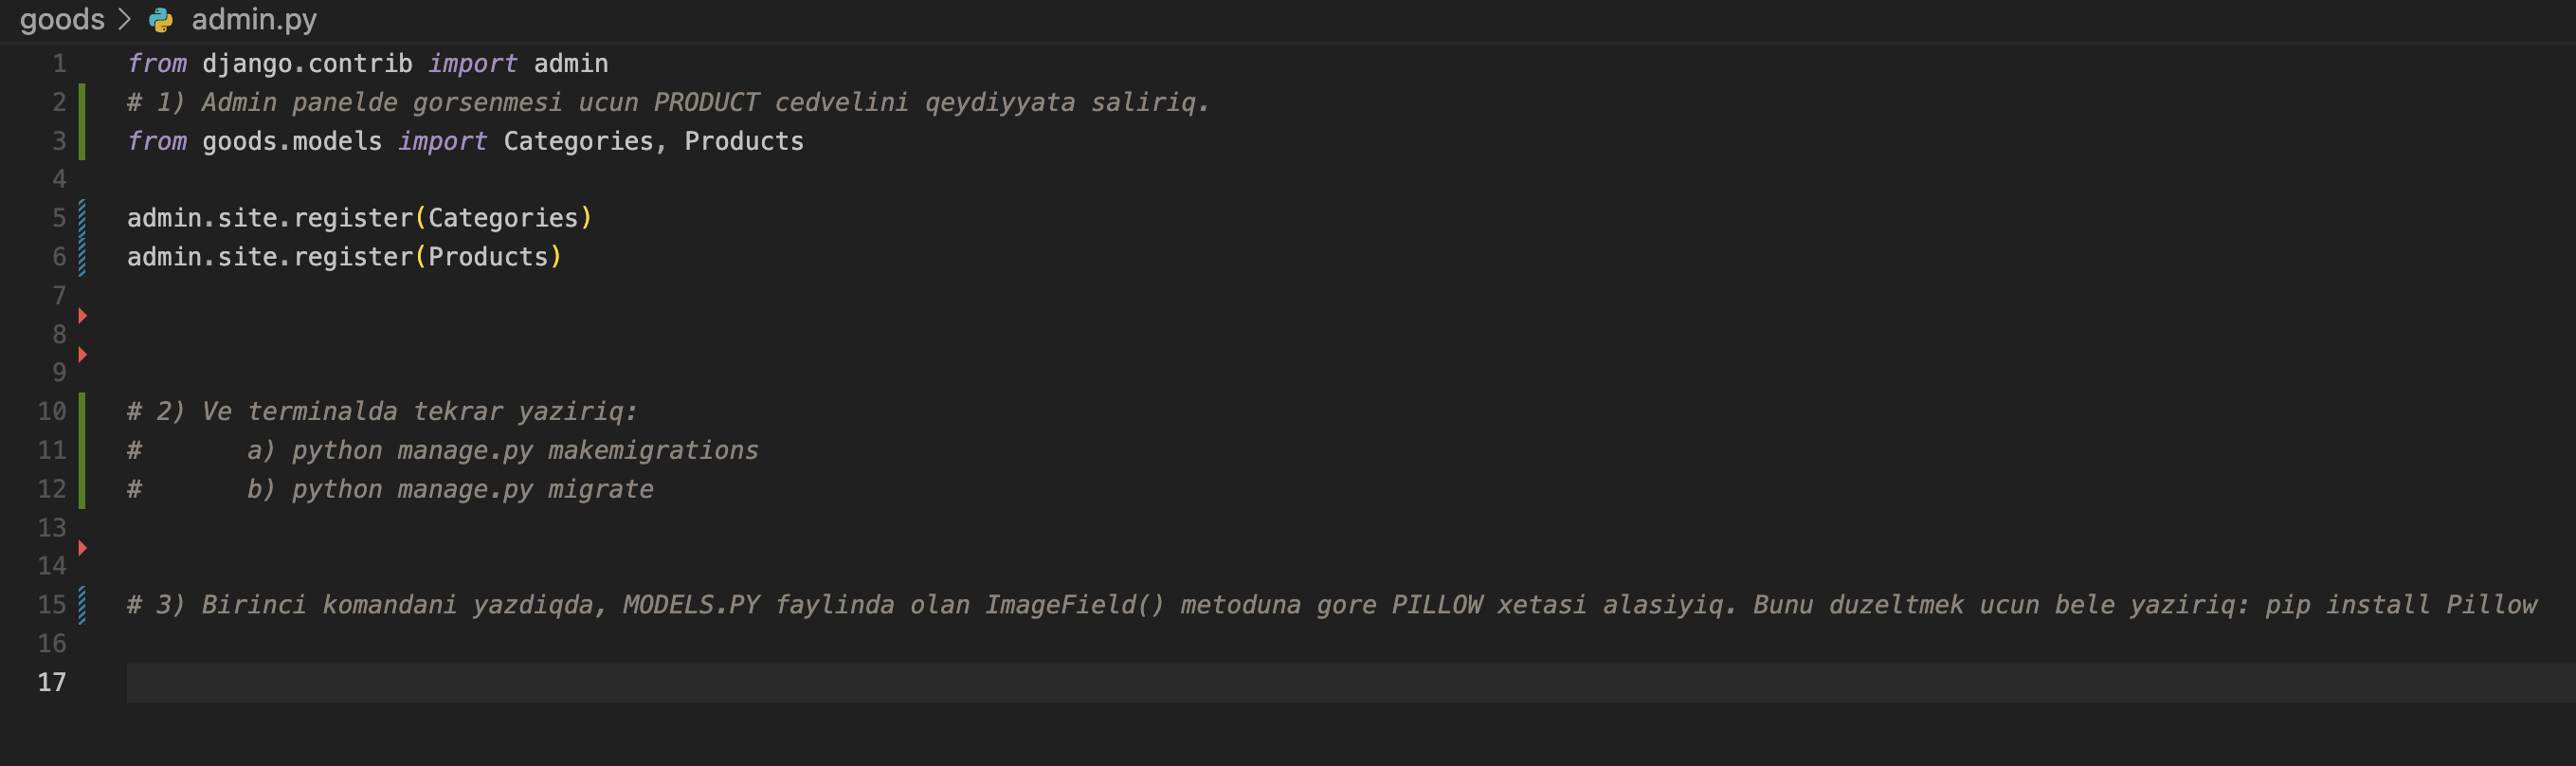 goods > admin.py
1 from django.contrib import admin
2 # 1) Admin panelde gorsenmesi ucun PRODUCT cedvelini qeydiyyata saliriq.
3 from goods.models import Categories, Products
4
5 admin.site.register(Categories)
6 admin.site.register(Products)
7
8
9
10 # 2) Ve terminalda tekrar yaziriq:
11 #       a) python manage.py makemigrations
12 #       b) python manage.py migrate
13
14
15 # 3) Birinci komandani yazdiqda, MODELS.PY faylinda olan ImageField() metoduna gore PILLOW xetasi alasiyiq. Bunu duzeltmek ucun bele yaziriq: pip install Pillow
16
17